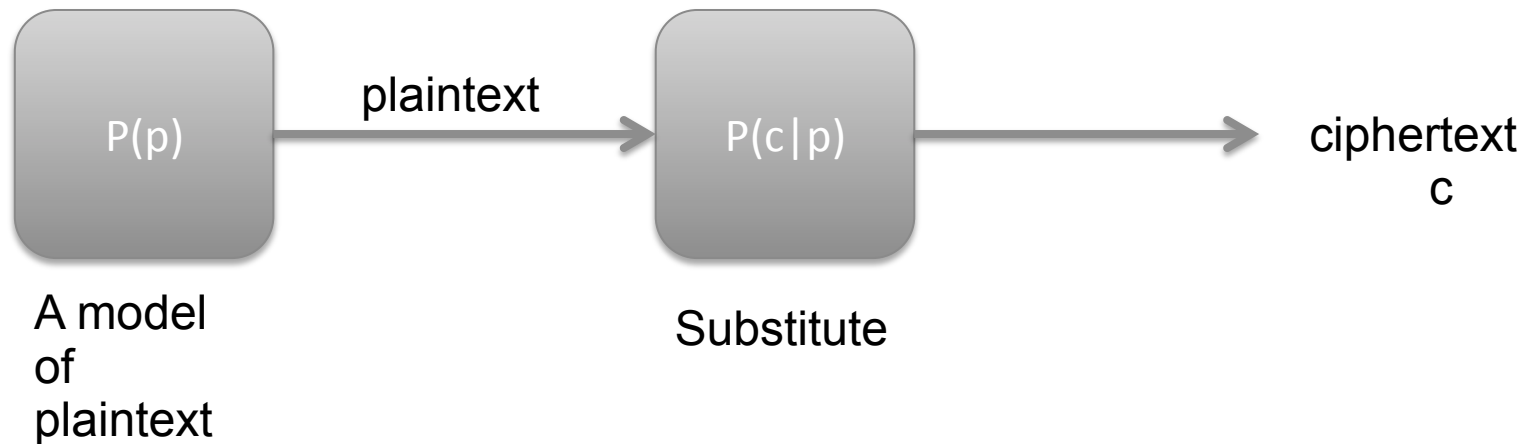 P(p)
plaintext
P(c|p)
ciphertext
c
A model
of
plaintext
Substitute